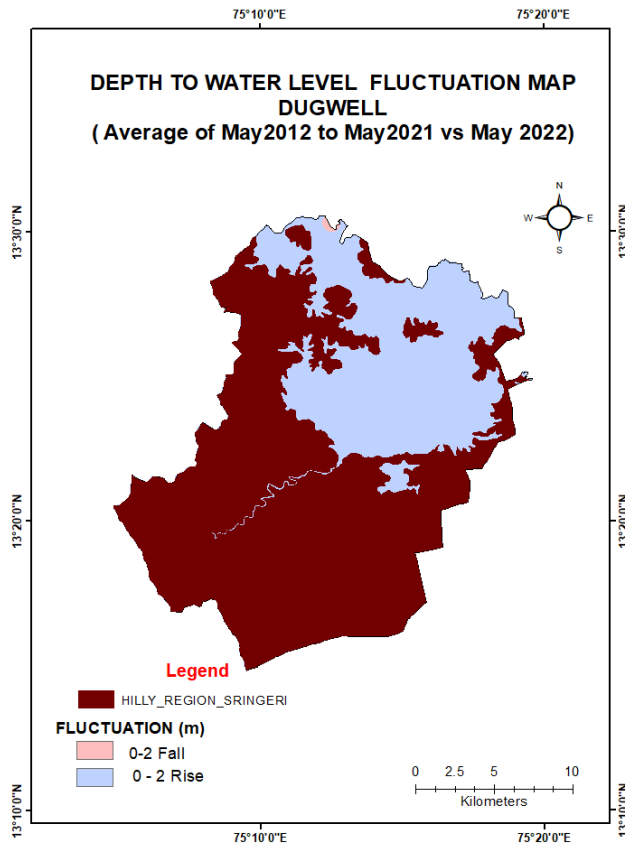 75°10'0"E 75°20'0"E
DEPTH TO WATER LEVEL FLUCTUATION MAP
DUGWELL
( Average of May2012 to May2021 vs May 2022)
N
W E
S
13°30'0"N 13°30'0"N
13°20'0"N 13°20'0"N
Legend
HILLY_REGION_SRINGERI
FLUCTUATION (m)
0-2 Fall
0 - 2 Rise
0 2.5 5 10
Kilometers
13°10'0"N 13°10'0"N
75°10'0"E 75°20'0"E